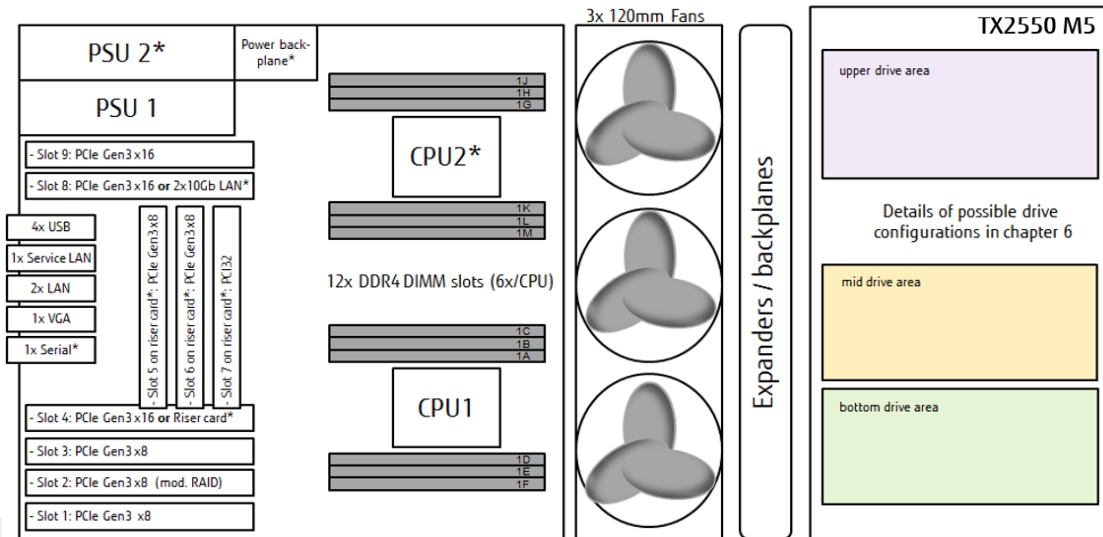 3x 120mm Fans
TX2550 M5
PSU 2*
Power back-
plane*
PSU 1
- Slot 9: PCIe Gen3 x16
- Slot 8: PCIe Gen3 x16 or 2x10Gb LAN*
4x USB
1x Service LAN
2x LAN
1x VGA
1x Serial*
- Slot 5 on riser card*: PCIe Gen3 x8
- Slot 6 on riser card*: PCIe Gen3 x8
- Slot 7 on riser card*: PCI32
- Slot 4: PCIe Gen3 x16 or Riser card*
- Slot 3: PCIe Gen3 x8
- Slot 2: PCIe Gen3 x8 (mod. RAID)
- Slot 1: PCIe Gen3 x8
1J
1H
1G
CPU2*
1K
1L
1M
12x DDR4 DIMM slots (6x/CPU)
1C
1B
1A
CPU1
1D
1E
1F
Expanders / backplanes
upper drive area
Details of possible drive
configurations in chapter 6
mid drive area
bottom drive area